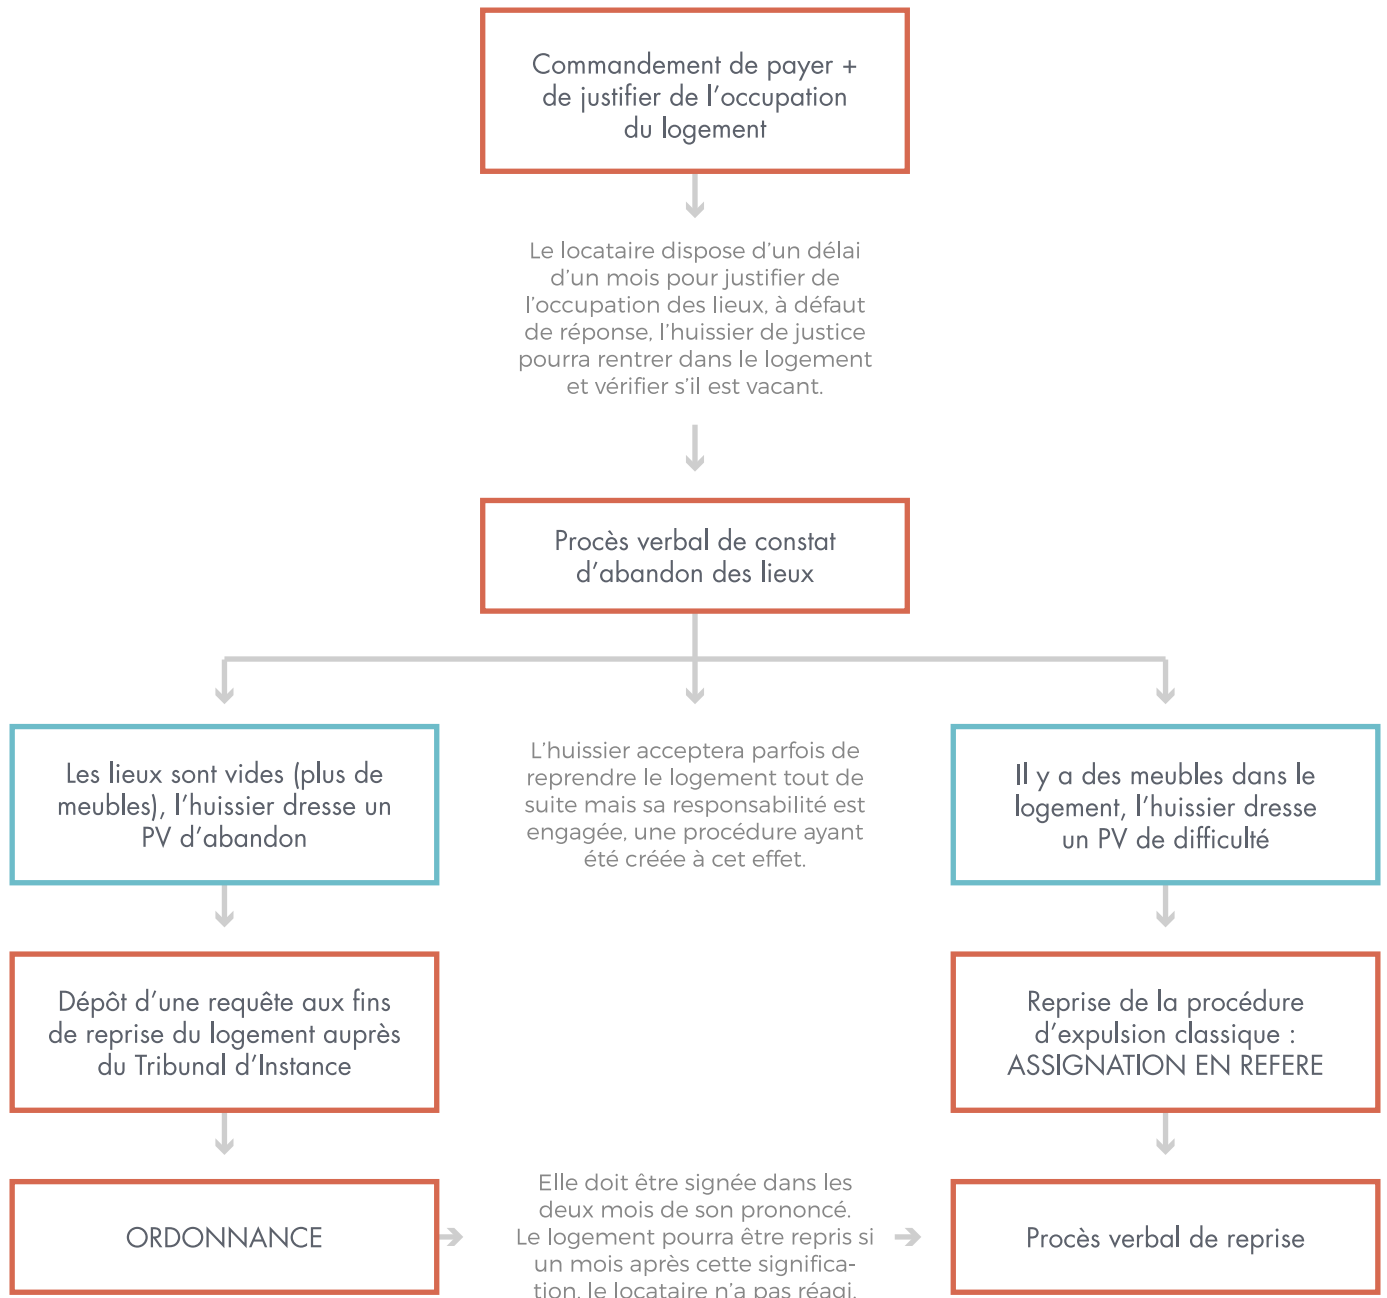 Commandement de payer +
de justifier de l'occupation
du logement
Le locataire dispose d'un délai
d'un mois pour justifier de
l'occupation des lieux, à défaut
de réponse, l'huissier de justice
pourra rentrer dans le logement
et vérifier s'il est vacant.
Procès verbal de constat
d'abandon des lieux
Les lieux sont vides (plus de
meubles), l'huissier dresse un
PV d'abandon
L'huissier acceptera parfois de
reprendre le logement tout de
suite mais sa responsabilité est
engagée, une procédure ayant
été créée à cet effet.
Il y a des meubles dans le
logement, l'huissier dresse
un PV de difficulté
Dépôt d'une requête aux fins
de reprise du logement auprès
du Tribunal d'Instance
Reprise de la procédure
d'expulsion classique :
ASSIGNATION EN REFERE
ORDONNANCE
Elle doit être signée dans les
deux mois de son prononcé.
Le logement pourra être repris si
un mois après cette significa-
tion, le locataire n'a pas réagi.
Procès verbal de reprise